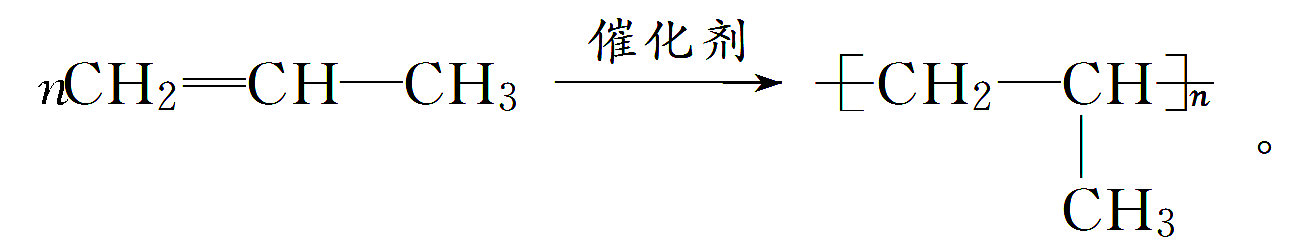 催化剂
nCH2=CH—CH3 → -[CH2—CH]-n 。
CH3